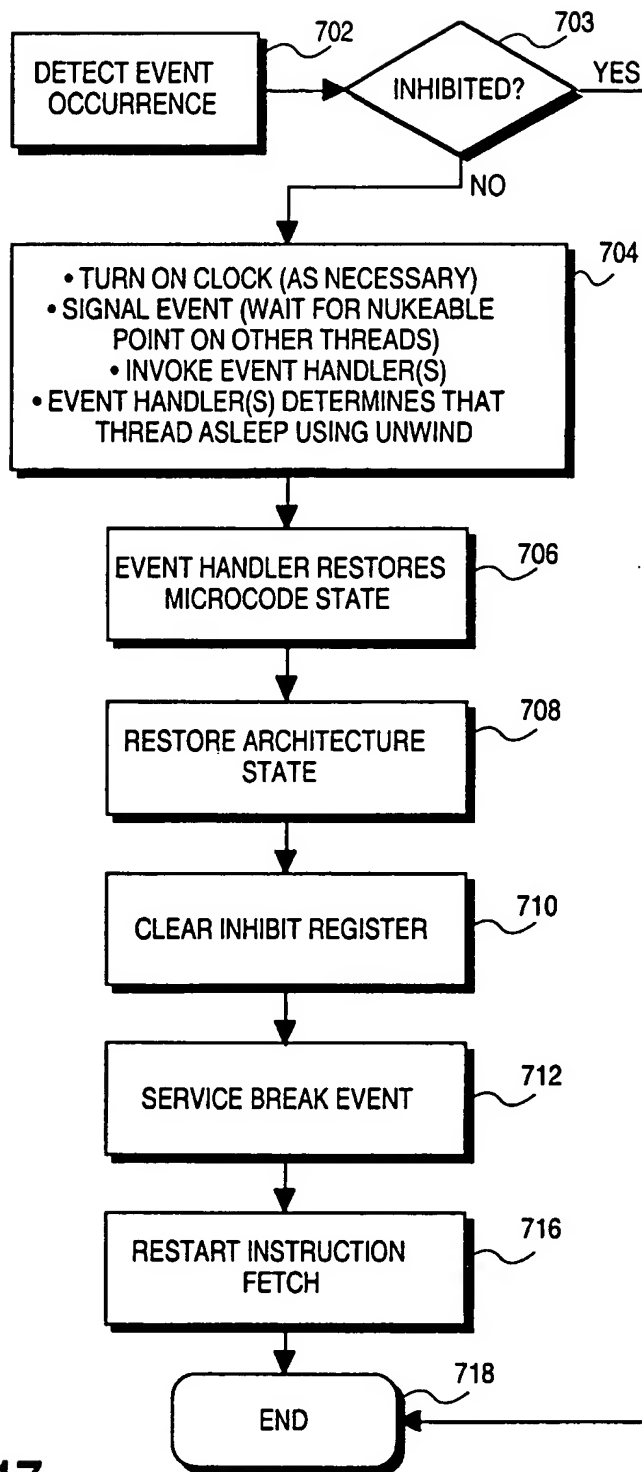 702
703
DETECT EVENT
OCCURRENCE
INHIBITED?
YES
NO
704
• TURN ON CLOCK (AS NECESSARY)
• SIGNAL EVENT (WAIT FOR NUKEABLE
POINT ON OTHER THREADS)
• INVOKE EVENT HANDLER(S)
• EVENT HANDLER(S) DETERMINES THAT
THREAD ASLEEP USING UNWIND
706
EVENT HANDLER RESTORES
MICROCODE STATE
708
RESTORE ARCHITECTURE
STATE
710
CLEAR INHIBIT REGISTER
712
SERVICE BREAK EVENT
716
RESTART INSTRUCTION
FETCH
718
END